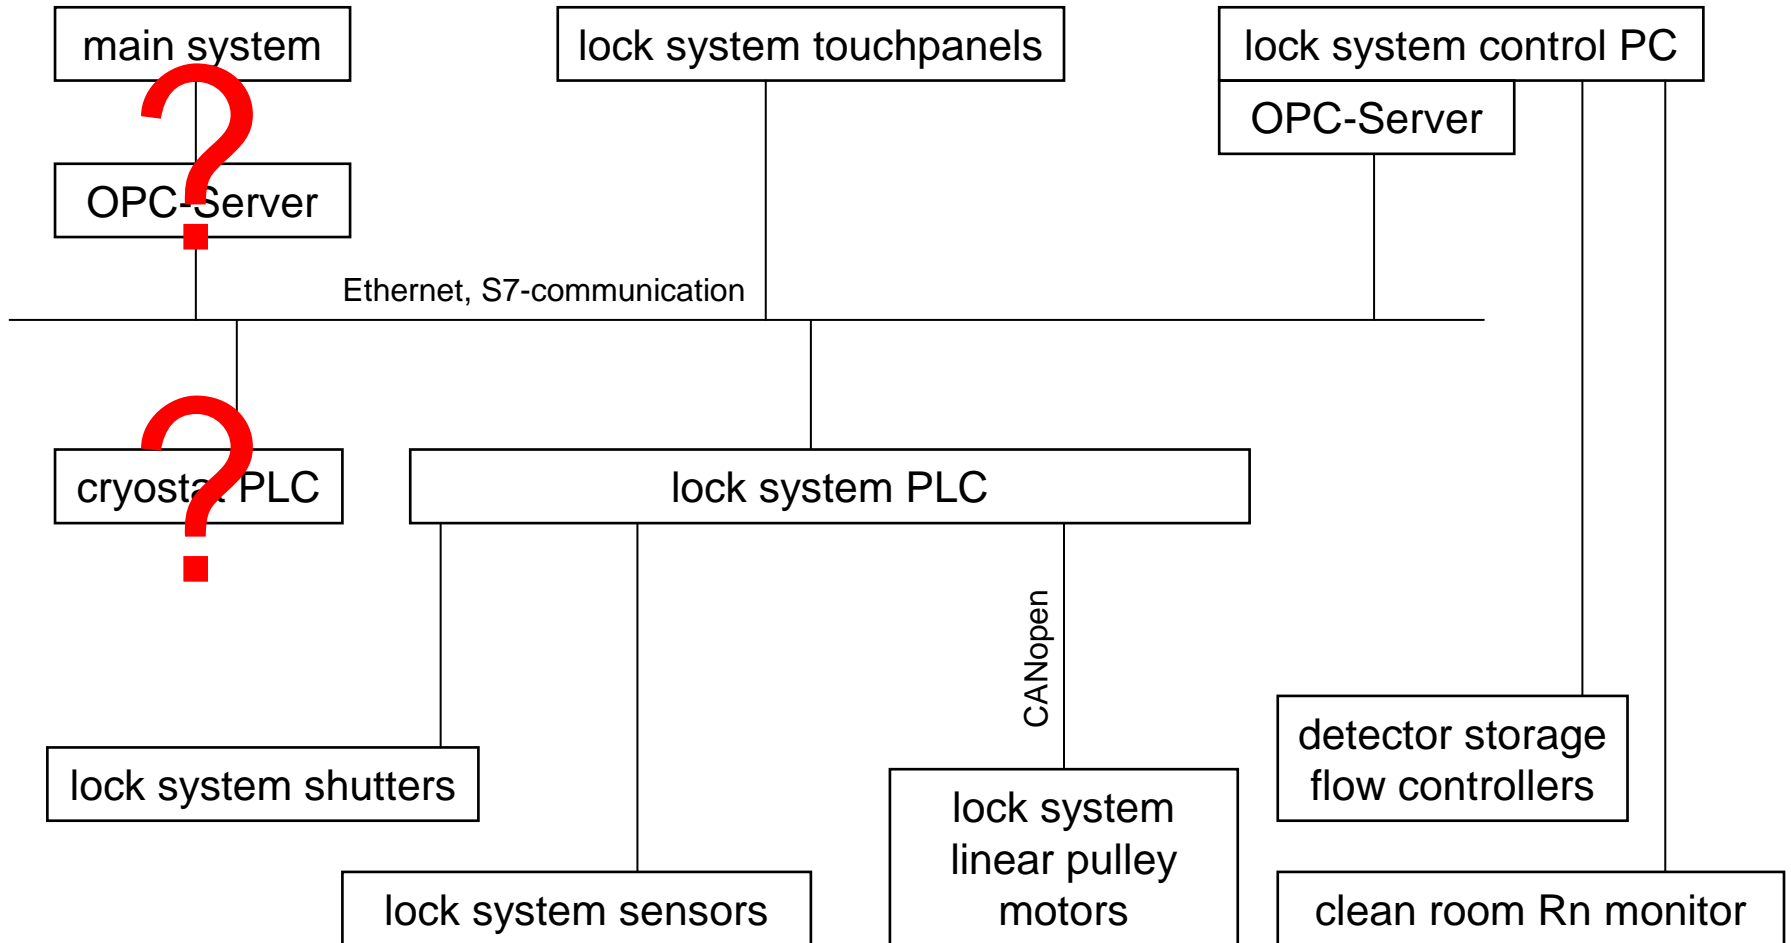 main system
lock system touchpanels
lock system control PC
OPC-Server
OPC-Server
Ethernet, S7-communication
cryostat PLC
lock system PLC
CANopen
detector storage
flow controllers
lock system shutters
lock system
linear pulley
motors
lock system sensors
clean room Rn monitor
?
?